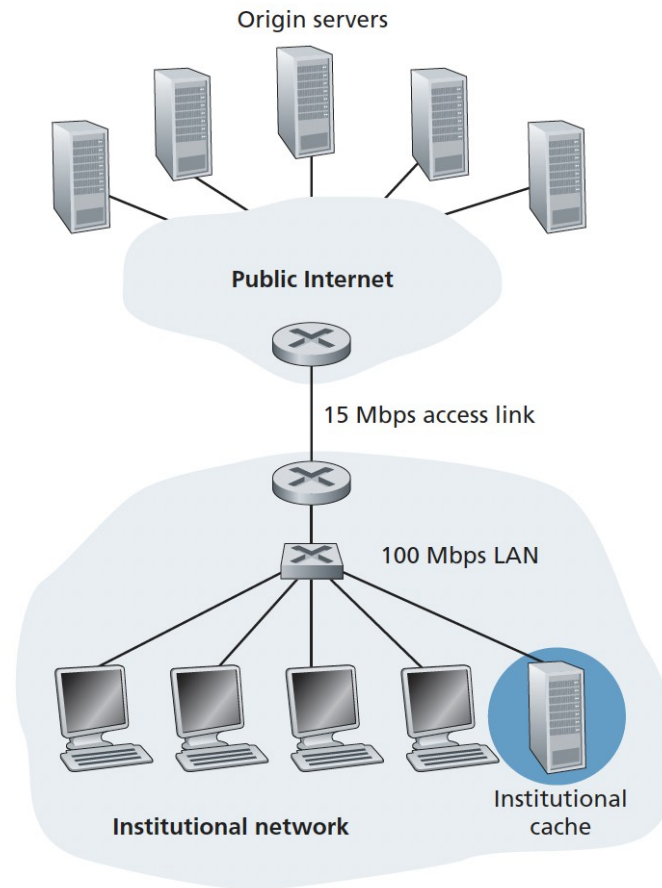 Origin servers
Public Internet
15 Mbps access link
100 Mbps LAN
Institutional network
Institutional
cache